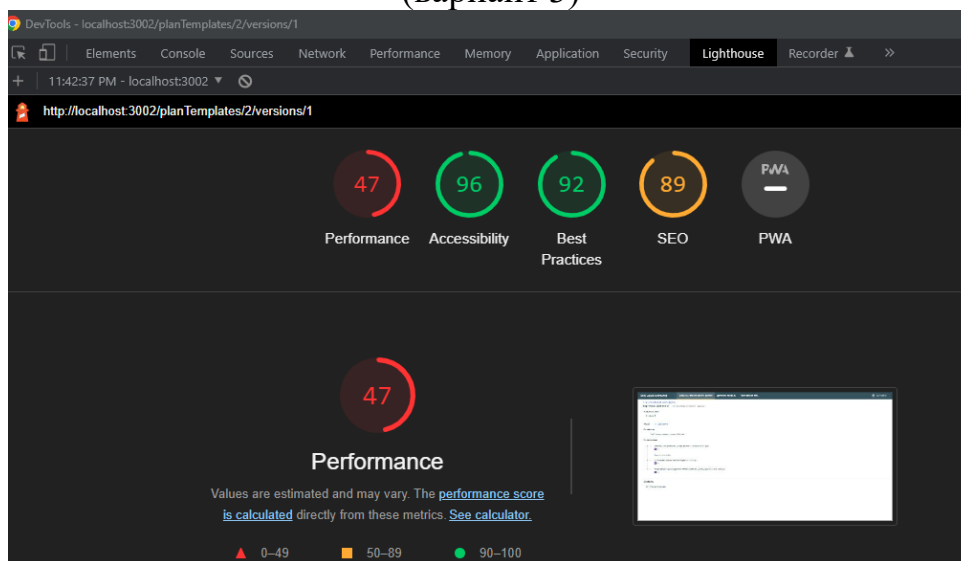 (Вариант 3)
DevTools - localhost:3002/planTemplates/2/versions/1
Elements Console Sources Network Performance Memory Application Security Lighthouse Recorder »
+ 11:42:37 PM - localhost:3002
http://localhost:3002/planTemplates/2/versions/1
47 96 92 89 PWA
Performance Accessibility Best SEO PWA
Practices
47
Performance
Values are estimated and may vary. The performance score
is calculated directly from these metrics. See calculator.
0–49 50–89 90–100